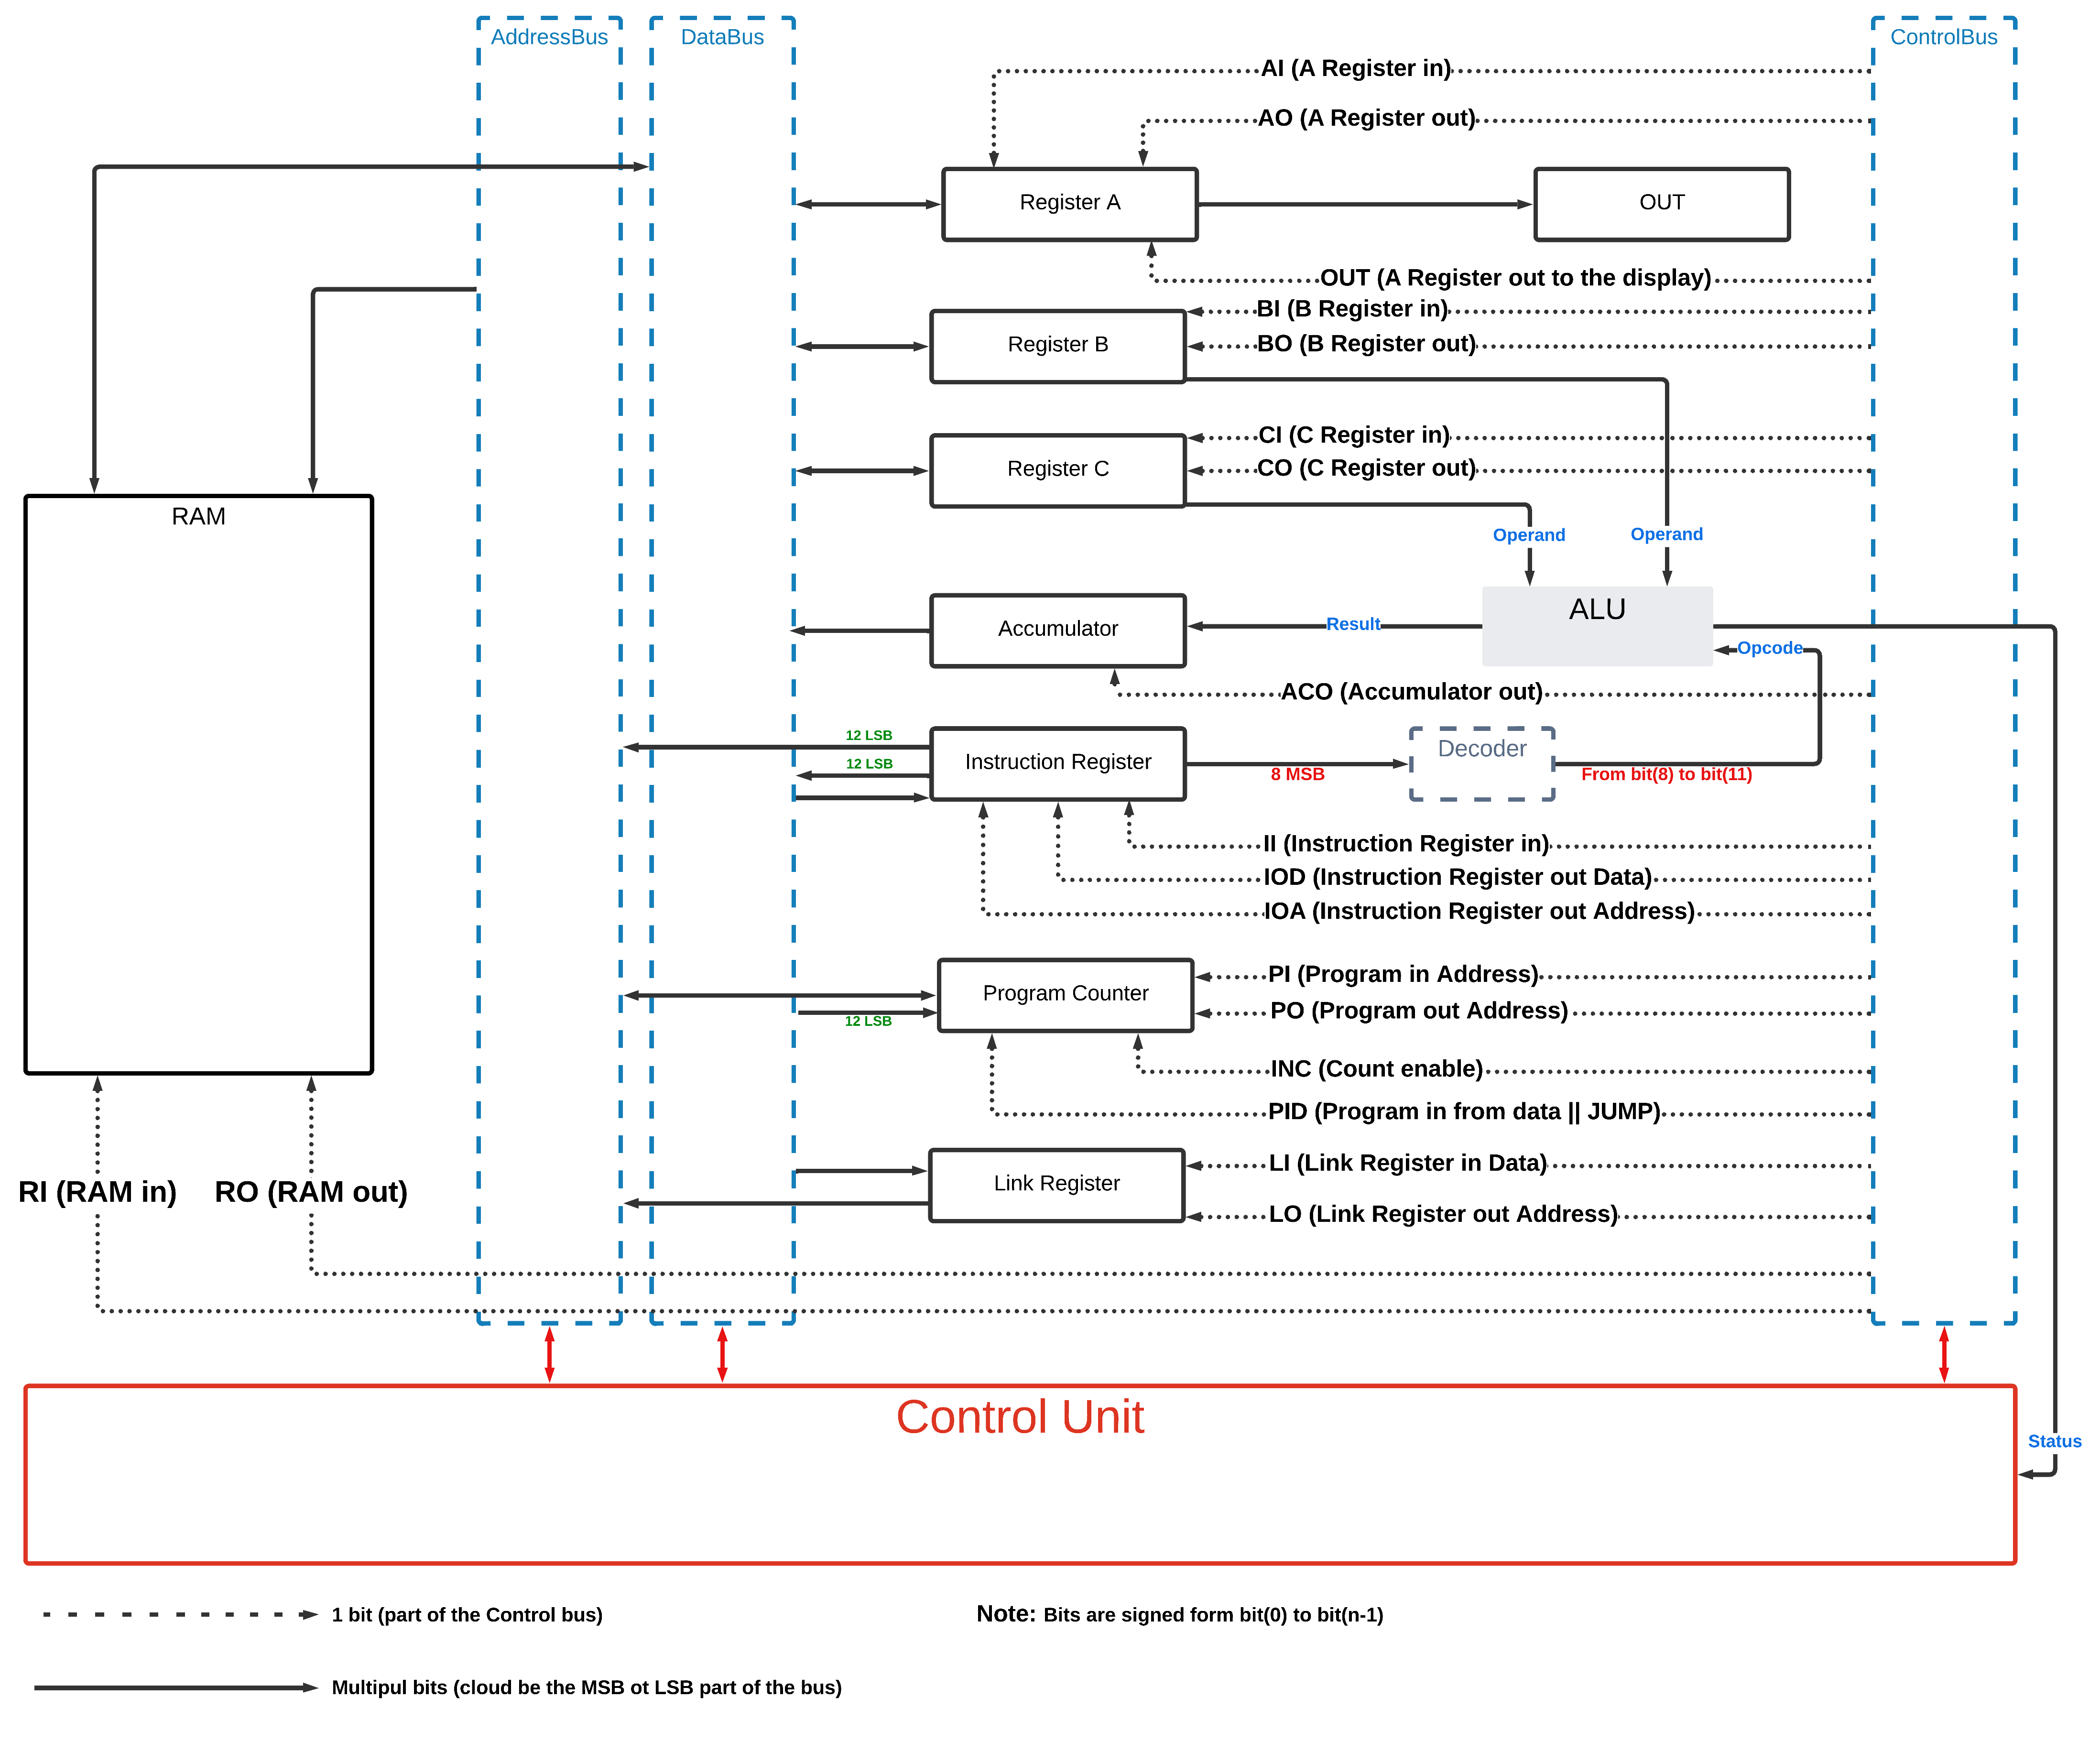 AddressBus
DataBus
ControlBus
AI (A Register in)
AO (A Register out)
Register A
OUT
OUT (A Register out to the display)
BI (B Register in)
Register B
BO (B Register out)
CI (C Register in)
Register C
CO (C Register out)
RAM
Operand
Operand
ALU
Accumulator
Result
Opcode
ACO (Accumulator out)
12 LSB
Instruction Register
Decoder
12 LSB
8 MSB
From bit(8) to bit(11)
II (Instruction Register in)
IOD (Instruction Register out Data)
IOA (Instruction Register out Address)
PI (Program in Address)
Program Counter
PO (Program out Address)
12 LSB
INC (Count enable)
PID (Program in from data || JUMP)
LI (Link Register in Data)
Link Register
RI (RAM in)
RO (RAM out)
LO (Link Register out Address)
Control Unit
Status
1 bit (part of the Control bus)
Note: Bits are signed form bit(0) to bit(n-1)
Multipul bits (cloud be the MSB ot LSB part of the bus)